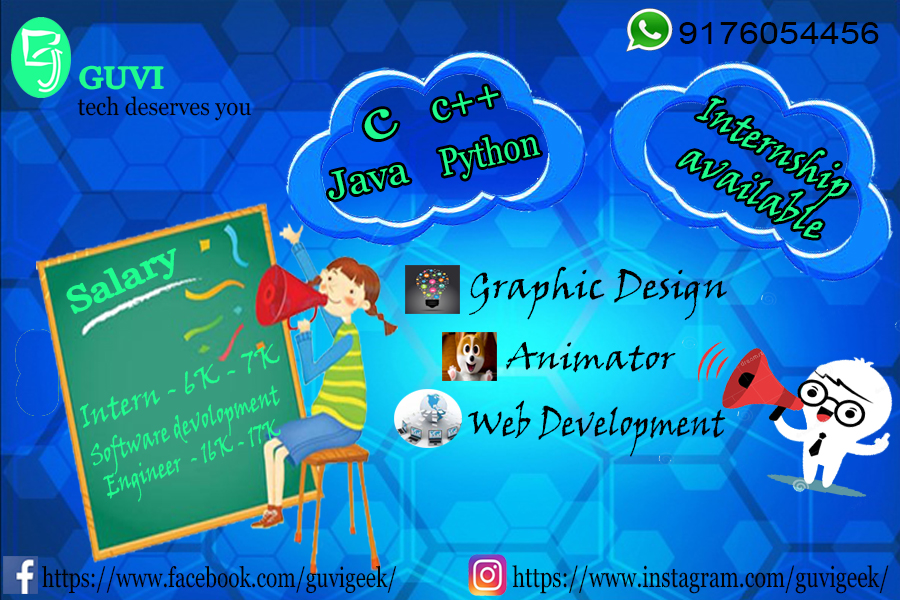 GUVI
tech deserves you
9176054456
C C++
Java Python
Internship
available
Salary
Intern - 6K - 7K
Software devolopment
Engineer - 16K - 17K
Graphic Design
Animator
Web Development
https://www.facebook.com/guvigeek/
https://www.instagram.com/guvigeek/